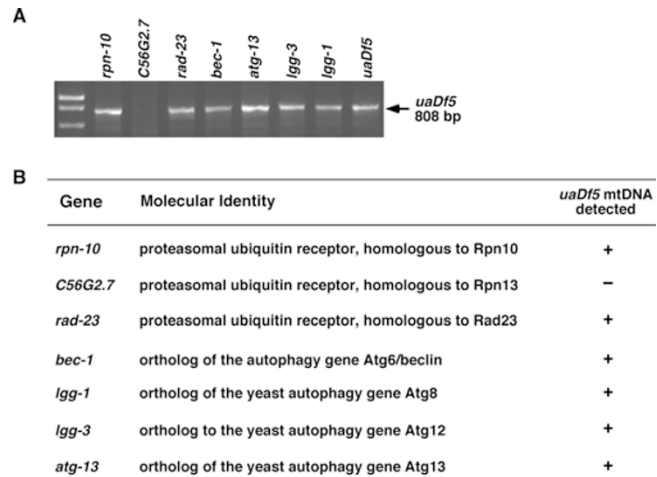 A
rpn-10 C56G2.7 rad-23 bec-1 atg-13 lgg-3 lgg-1 uaDf5
uaDf5
808 bp
B
Gene Molecular Identity uaDf5 mtDNA
detected
rpn-10 proteasomal ubiquitin receptor, homologous to Rpn10 +
C56G2.7 proteasomal ubiquitin receptor, homologous to Rpn13 –
rad-23 proteasomal ubiquitin receptor, homologous to Rad23 +
bec-1 ortholog of the autophagy gene Atg6/beclin +
lgg-1 ortholog of the yeast autophagy gene Atg8 +
lgg-3 ortholog to the yeast autophagy gene Atg12 +
atg-13 ortholog of the yeast autophagy gene Atg13 +